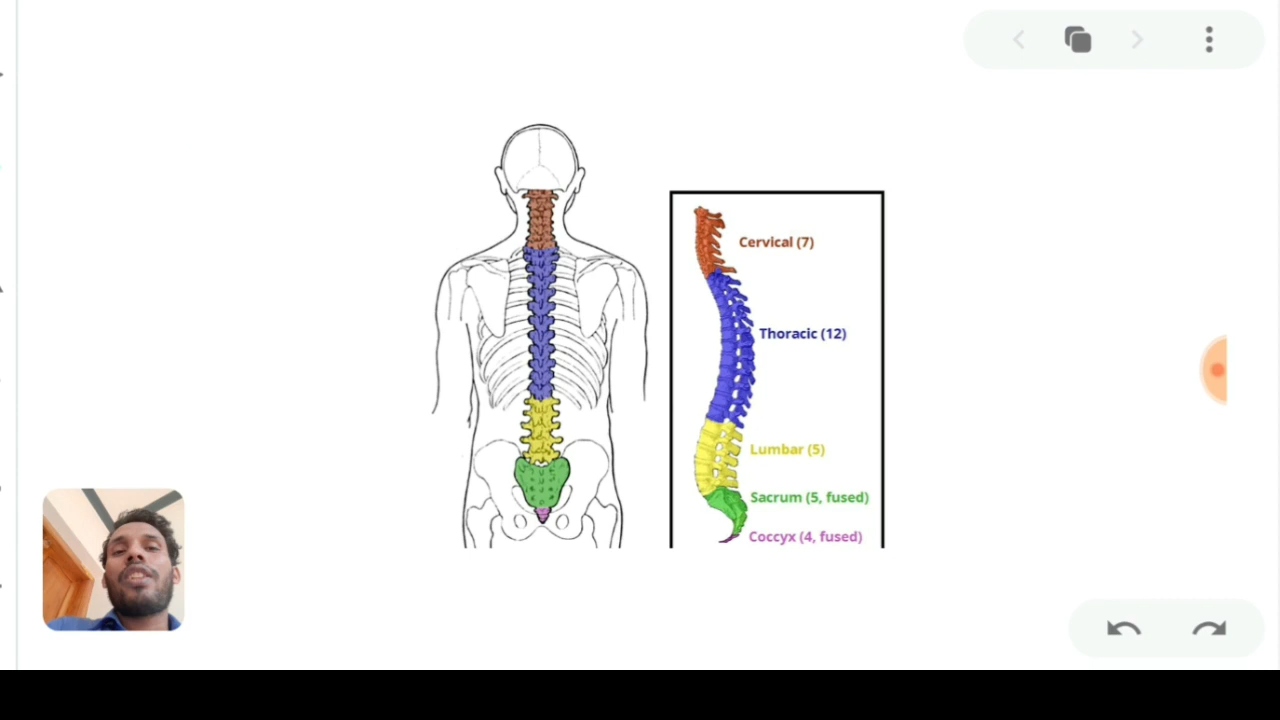 Cervical (7)
Thoracic (12)
Lumbar (5)
Sacrum (5, fused)
Coccyx (4, fused)